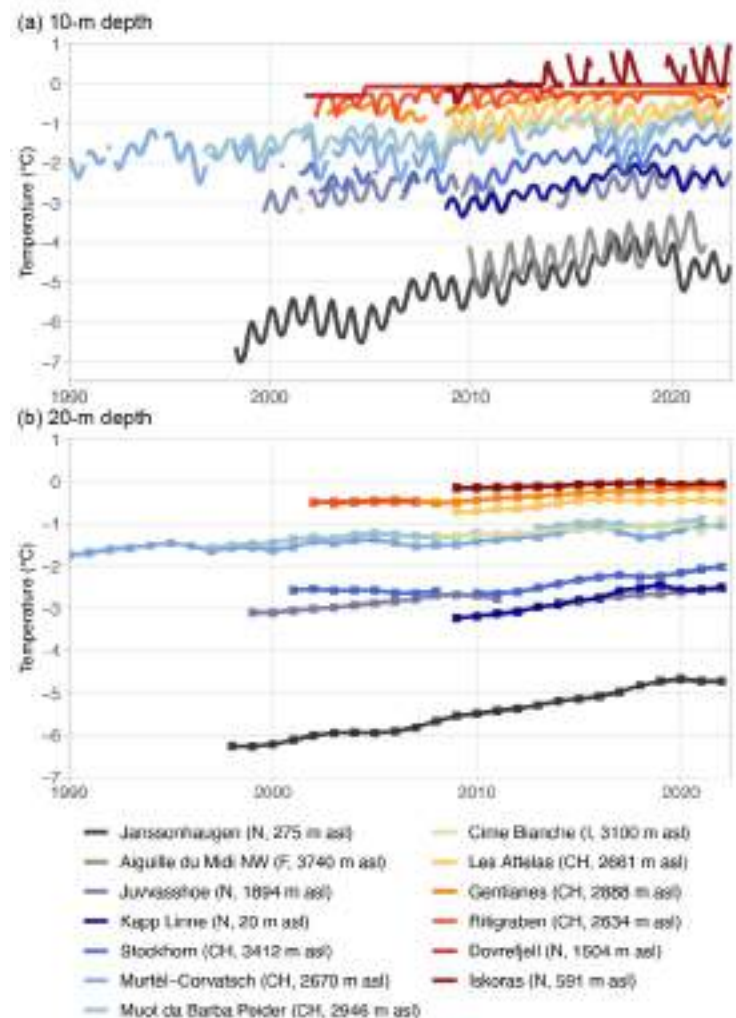 (a) 10-m depth
1
0
−1
−2
−3
−4
−5
−6
−7
Temperature (°C)
1990 2000 2010 2020
(b) 20-m depth
1
0
−1
−2
−3
−4
−5
−6
−7
Temperature (°C)
1990 2000 2010 2020
Janssonhaugen (N, 275 m asl)
Aiguille du Midi NW (F, 3740 m asl)
Juvvasshoe (N, 1894 m asl)
Kapp Linne (N, 20 m asl)
Stockhorn (CH, 3412 m asl)
Murtèl−Corvatsch (CH, 2670 m asl)
Muot da Barba Peider (CH, 2946 m asl)
Cime Bianche (I, 3100 m asl)
Les Attelas (CH, 2661 m asl)
Gentianes (CH, 2888 m asl)
Ritigraben (CH, 2634 m asl)
Dovrefjell (N, 1504 m asl)
Iskoras (N, 591 m asl)